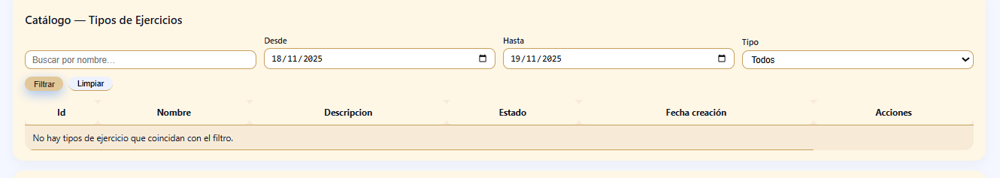 Catálogo — Tipos de Ejercicios
Desde
Hasta
Tipo
Buscar por nombre...
18/11/2025
19/11/2025
Todos
Filtrar
Limpiar
Id
Nombre
Descripcion
Estado
Fecha creación
Acciones
No hay tipos de ejercicio que coincidan con el filtro.